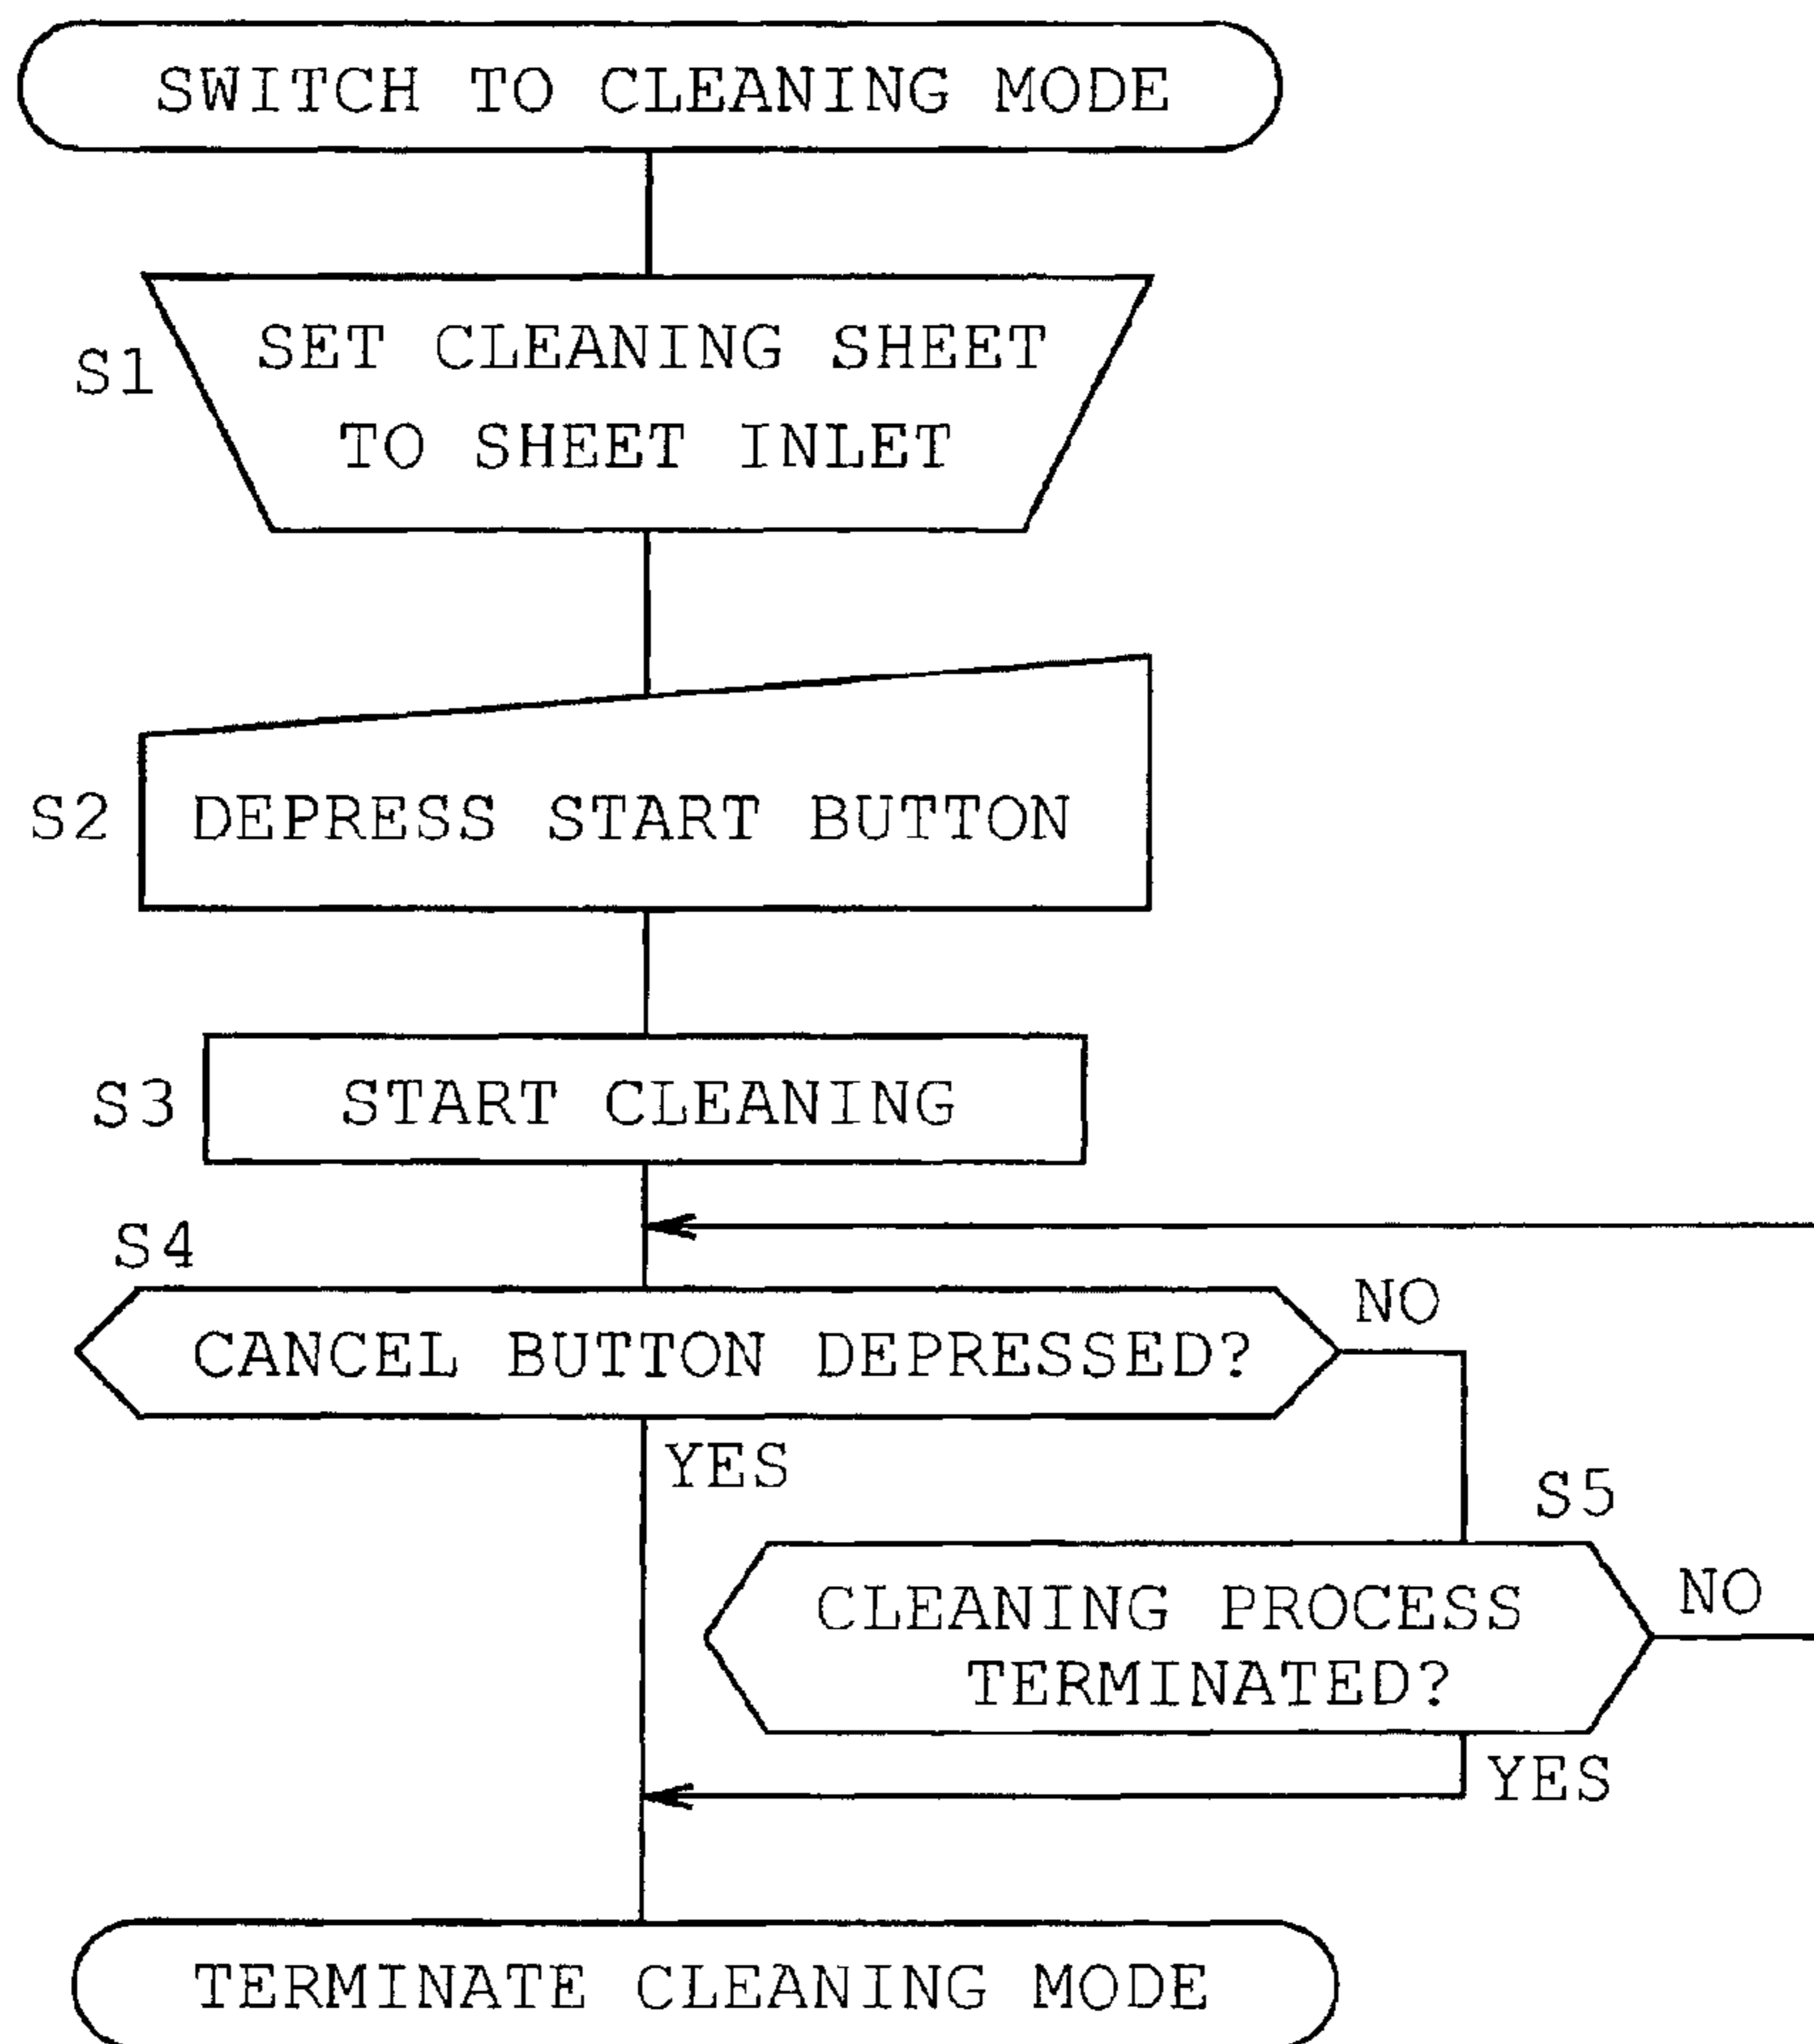 SWITCH TO CLEANING MODE
S1
SET CLEANING SHEET
TO SHEET INLET
S2
DEPRESS START BUTTON
S3
START CLEANING
S4
CANCEL BUTTON DEPRESSED?
NO
YES
S5
CLEANING PROCESS
TERMINATED?
NO
YES
TERMINATE CLEANING MODE